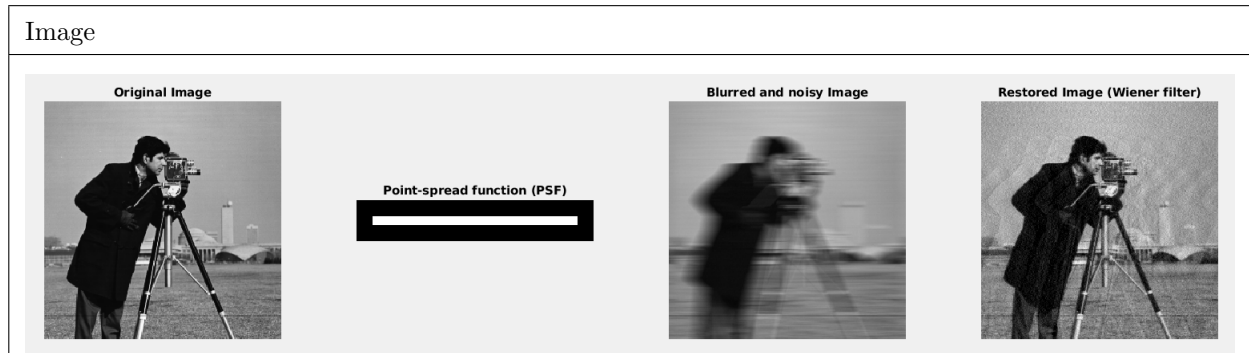 Image
Original Image
Point-spread function (PSF)
Blurred and noisy Image
Restored Image (Wiener filter)